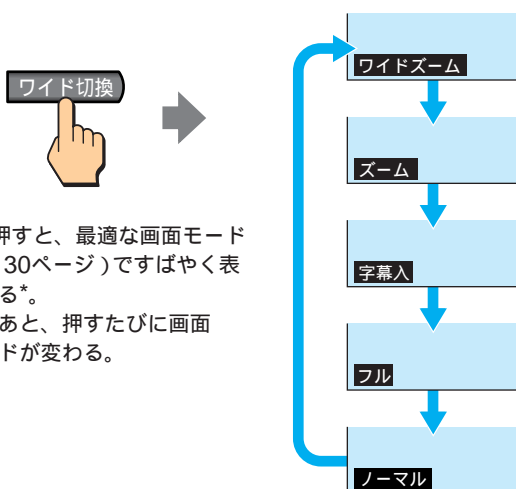 ワイド切換
押すと、最適な画面モード
30ページ)ですばやく表
る*。
あと、押すたびに画面
ドが変わる。
ワイドズーム
ズーム
字幕入
フル
ノーマル